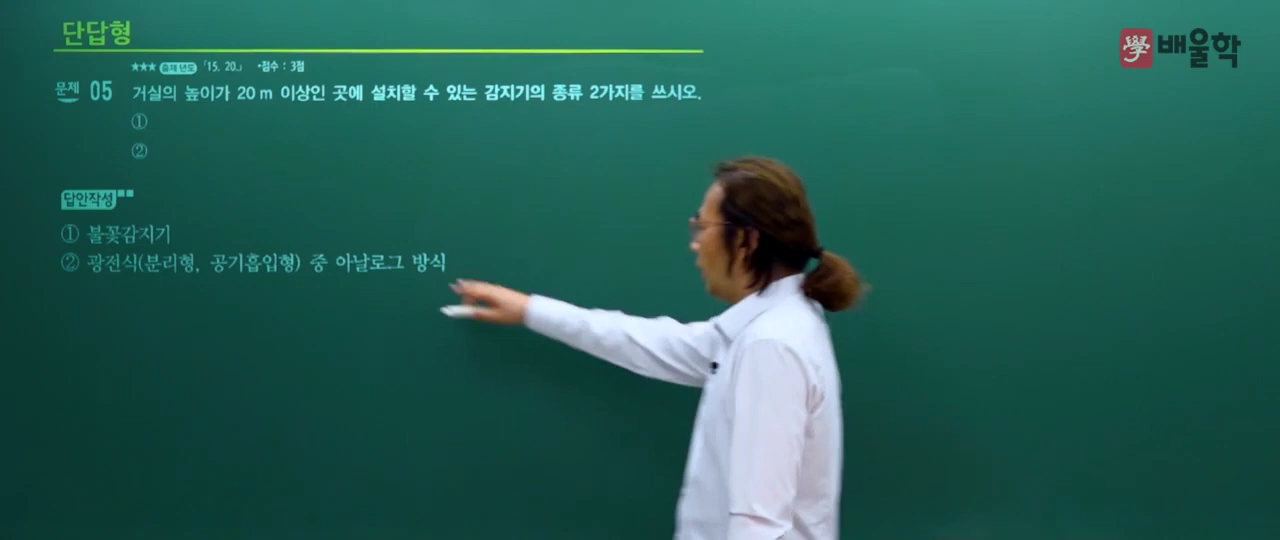 단답형
學 배울학
★★★ 출제년도 「15. 20.」 •점수 : 3점
문제 05 거실의 높이가 20m 이상인 곳에 설치할 수 있는 감지기의 종류 2가지를 쓰시오.
①
②
답안작성
① 불꽃감지기
② 광전식(분리형, 공기흡입형) 중 아날로그 방식